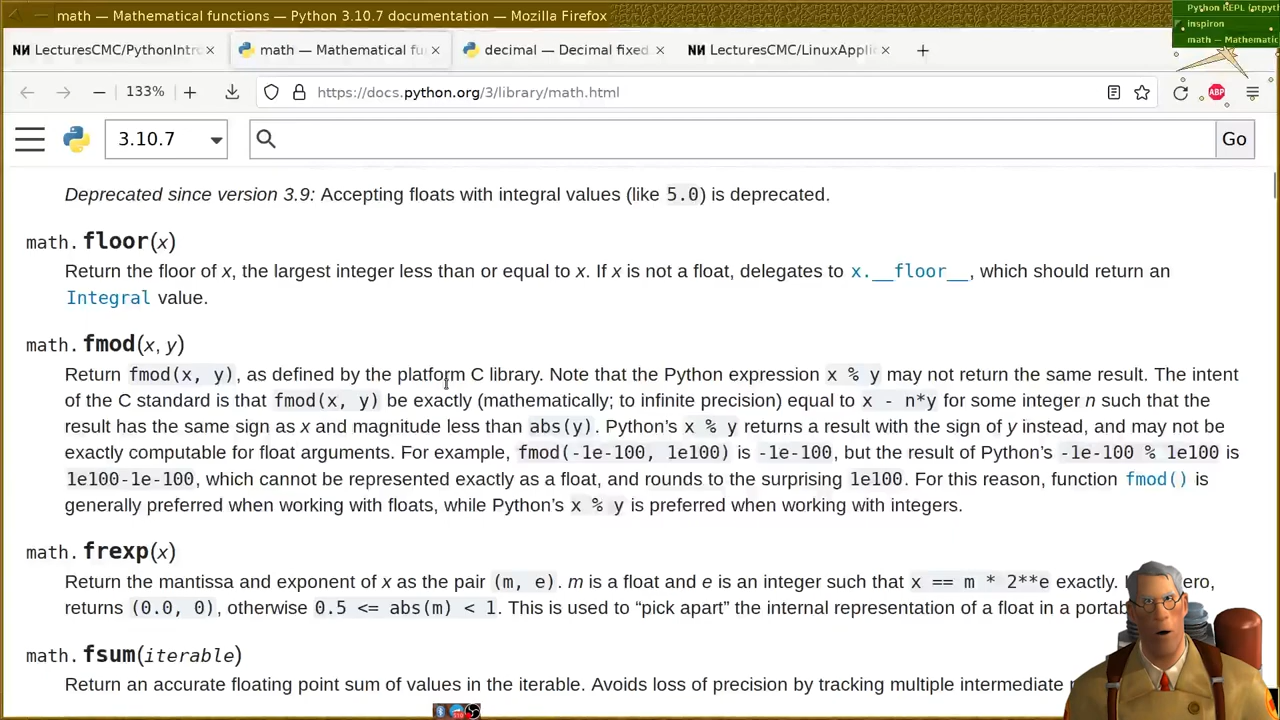 math — Mathematical functions — Python 3.10.7 documentation — Mozilla Firefox
Python REPL (ptpyth
inspiron
math — Mathematic
LecturesCMC/PythonIntro
math — Mathematical fu
decimal — Decimal fixed
LecturesCMC/LinuxAppli
133%
https://docs.python.org/3/library/math.html
ABP
3.10.7
Go
Deprecated since version 3.9: Accepting floats with integral values (like 5.0) is deprecated.
math.floor(x)
Return the floor of x, the largest integer less than or equal to x. If x is not a float, delegates to x.__floor__, which should return an
Integral value.
math.fmod(x, y)
Return fmod(x, y), as defined by the platform C library. Note that the Python expression x % y may not return the same result. The intent
of the C standard is that fmod(x, y) be exactly (mathematically; to infinite precision) equal to x - n*y for some integer n such that the
result has the same sign as x and magnitude less than abs(y). Python’s x % y returns a result with the sign of y instead, and may not be
exactly computable for float arguments. For example, fmod(-1e-100, 1e100) is -1e-100, but the result of Python’s -1e-100 % 1e100 is
1e100-1e-100, which cannot be represented exactly as a float, and rounds to the surprising 1e100. For this reason, function fmod() is
generally preferred when working with floats, while Python’s x % y is preferred when working with integers.
math.frexp(x)
Return the mantissa and exponent of x as the pair (m, e). m is a float and e is an integer such that x == m * 2**e exactly.
returns (0.0, 0), otherwise 0.5 <= abs(m) < 1. This is used to “pick apart” the internal representation of a float in a
math.fsum(iterable)
Return an accurate floating point sum of values in the iterable. Avoids loss of precision by tracking multiple intermediate